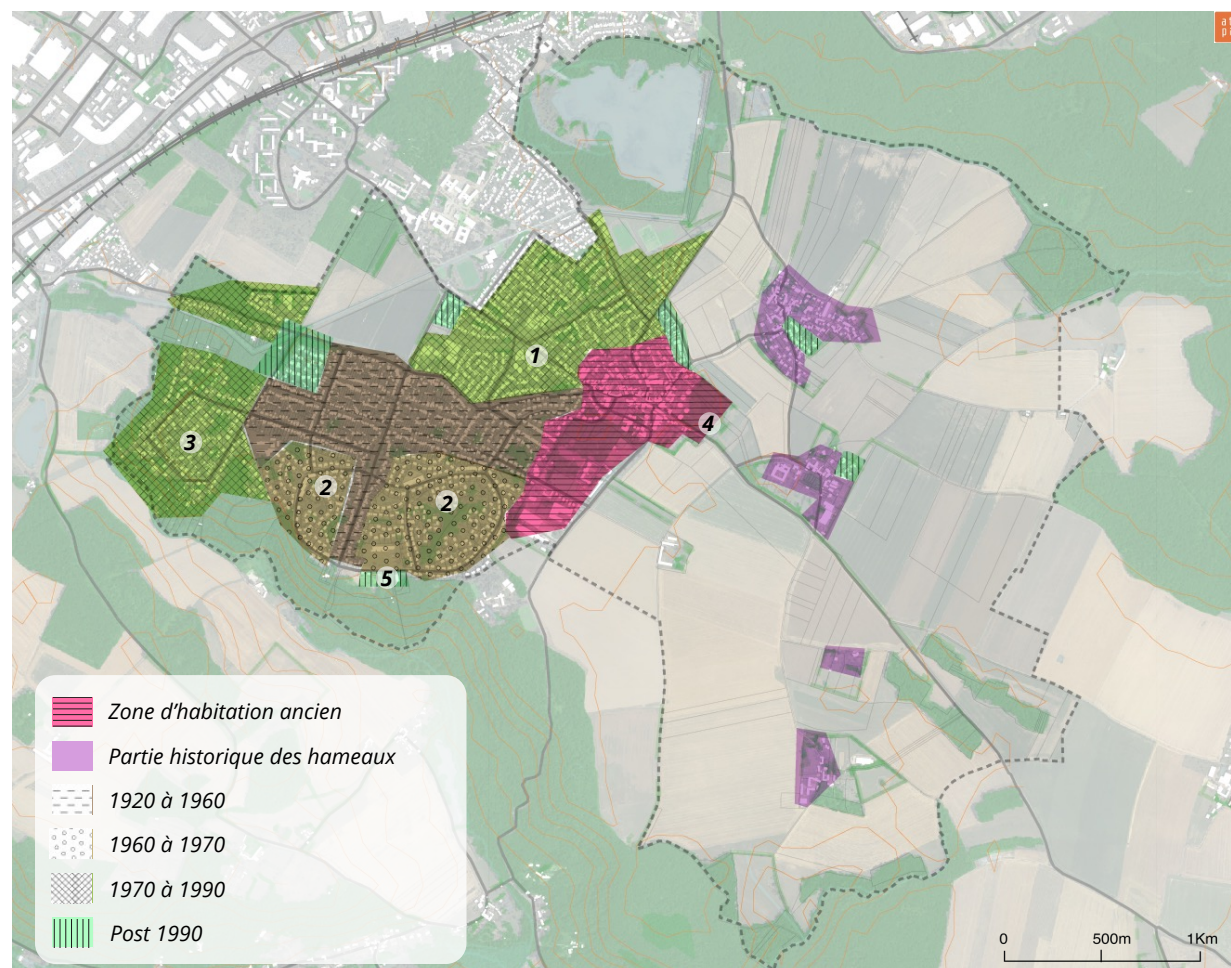 1
3
4
2
2
5
Zone d'habitation ancien
Partie historique des hameaux
1920 à 1960
1960 à 1970
1970 à 1990
Post 1990
0 500m 1Km